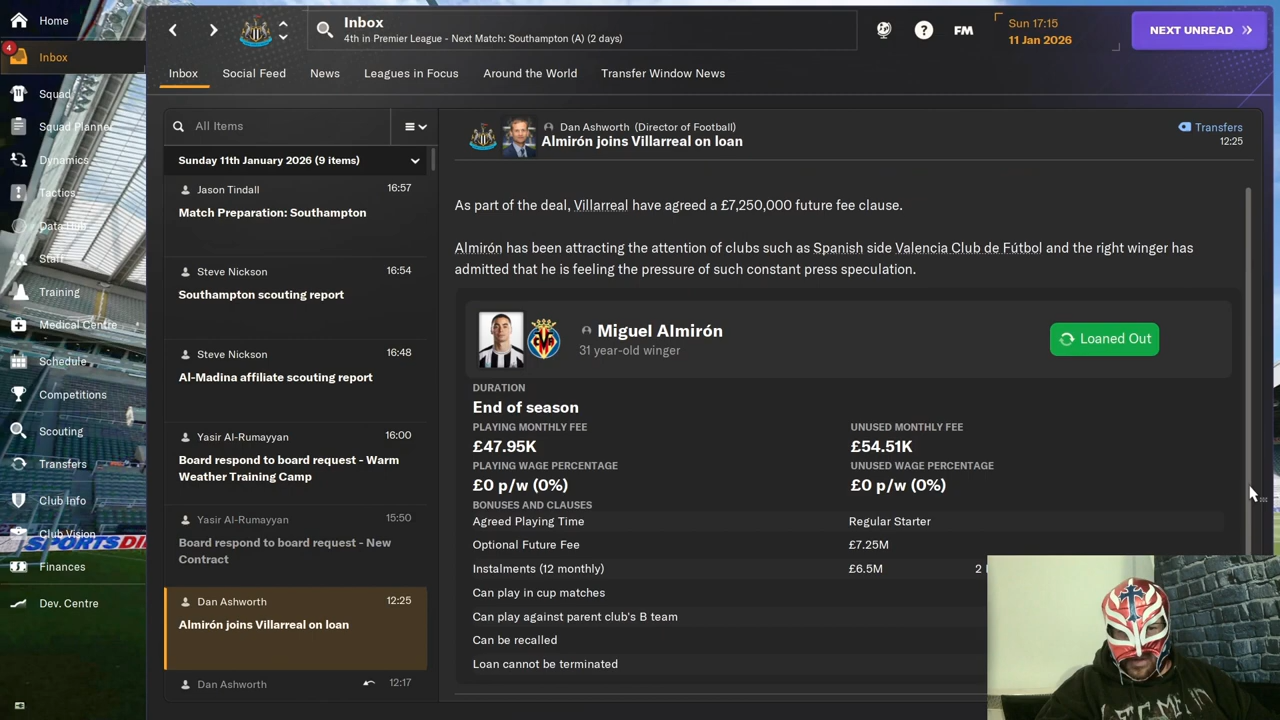 Home
4
Inbox
Squad
Squad Planner
Dynamics
Tactics
Data Hub
Staff
Training
Medical Centre
Schedule
Competitions
Scouting
Transfers
Club Info
Club Vision
SPORTS DI
Finances
Dev. Centre
Inbox
4th in Premier League - Next Match: Southampton (A) (2 days)
?
FM
Sun 17:15
11 Jan 2026
NEXT UNREAD
Inbox
Social Feed
News
Leagues in Focus
Around the World
Transfer Window News
All Items
Sunday 11th January 2026 (9 items)
Jason Tindall
16:57
Match Preparation: Southampton
Steve Nickson
16:54
Southampton scouting report
Steve Nickson
16:48
Al-Madina affiliate scouting report
Yasir Al-Rumayyan
16:00
Board respond to board request - Warm
Weather Training Camp
Yasir Al-Rumayyan
15:50
Board respond to board request - New
Contract
Dan Ashworth
12:25
Almirón joins Villarreal on loan
Dan Ashworth
12:17
Dan Ashworth (Director of Football)
Almirón joins Villarreal on loan
Transfers
12:25
As part of the deal, Villarreal have agreed a £7,250,000 future fee clause.
Almirón has been attracting the attention of clubs such as Spanish side Valencia Club de Fútbol and the right winger has
admitted that he is feeling the pressure of such constant press speculation.
Miguel Almirón
31 year-old winger
Loaned Out
DURATION
End of season
PLAYING MONTHLY FEE
UNUSED MONTHLY FEE
£47.95K
£54.51K
PLAYING WAGE PERCENTAGE
UNUSED WAGE PERCENTAGE
£0 p/w (0%)
£0 p/w (0%)
BONUSES AND CLAUSES
Agreed Playing Time
Regular Starter
Optional Future Fee
£7.25M
Instalments (12 monthly)
£6.5M
2
Can play in cup matches
Can play against parent club's B team
Can be recalled
Loan cannot be terminated